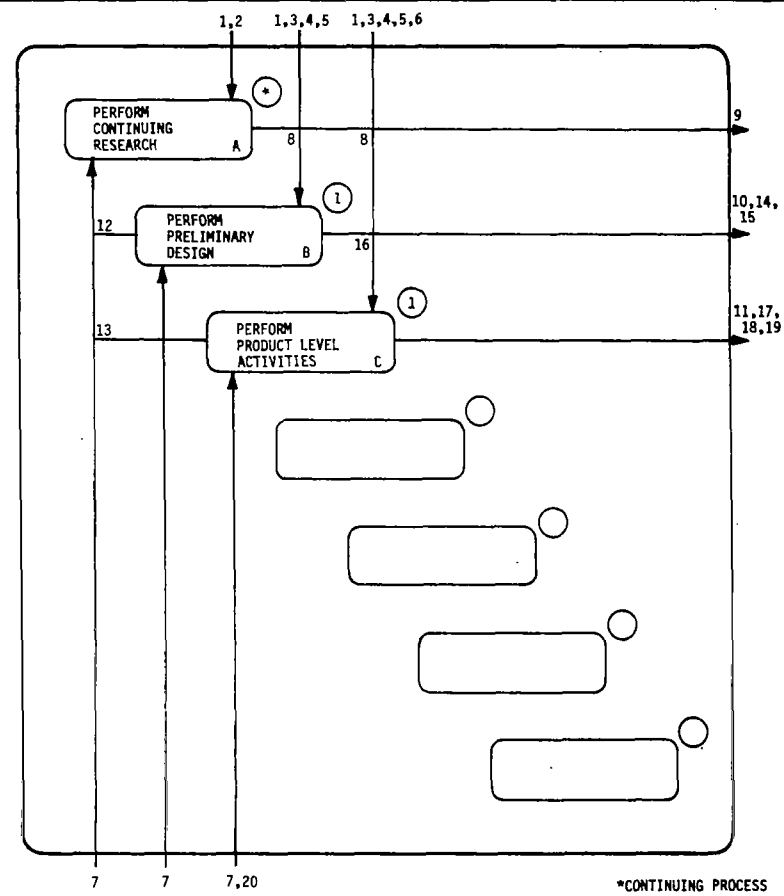 1,2 1,3,4,5 1,3,4,5,6
*
PERFORM
CONTINUING
RESEARCH A
8 8
9
1
12
PERFORM
PRELIMINARY
DESIGN B
16
10,14,
15
1
13
PERFORM
PRODUCT LEVEL
ACTIVITIES C
11,17,
18,19
7 7 7,20
*CONTINUING PROCESS